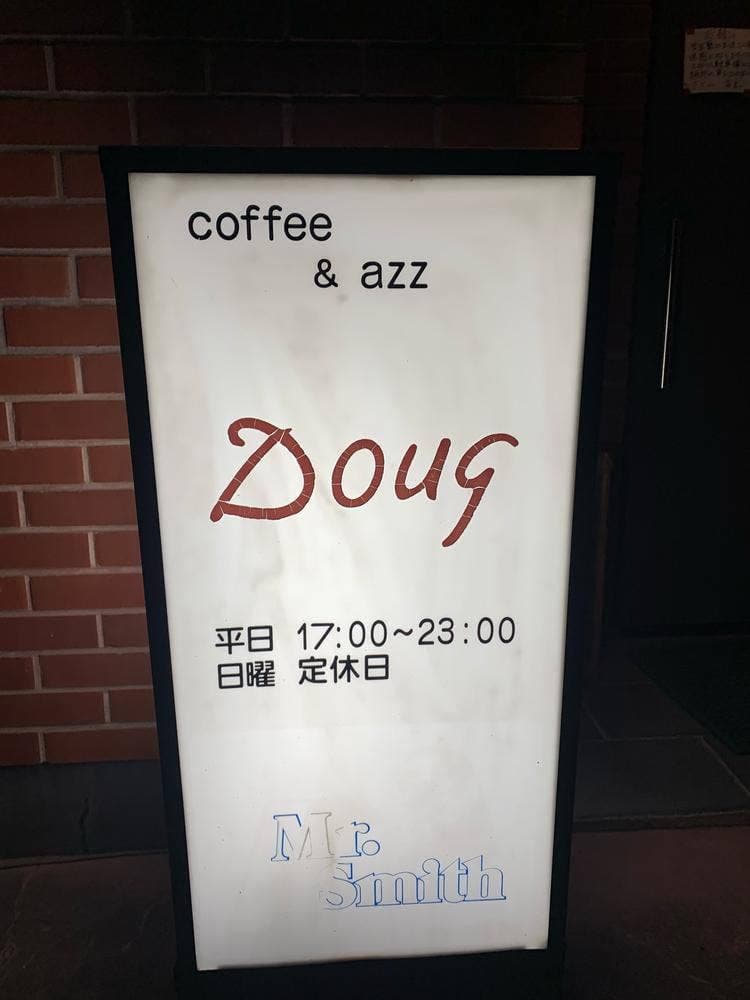 coffee
& azz
Doug
平日 17:00~23:00
日曜 定休日
Mr.
Smith